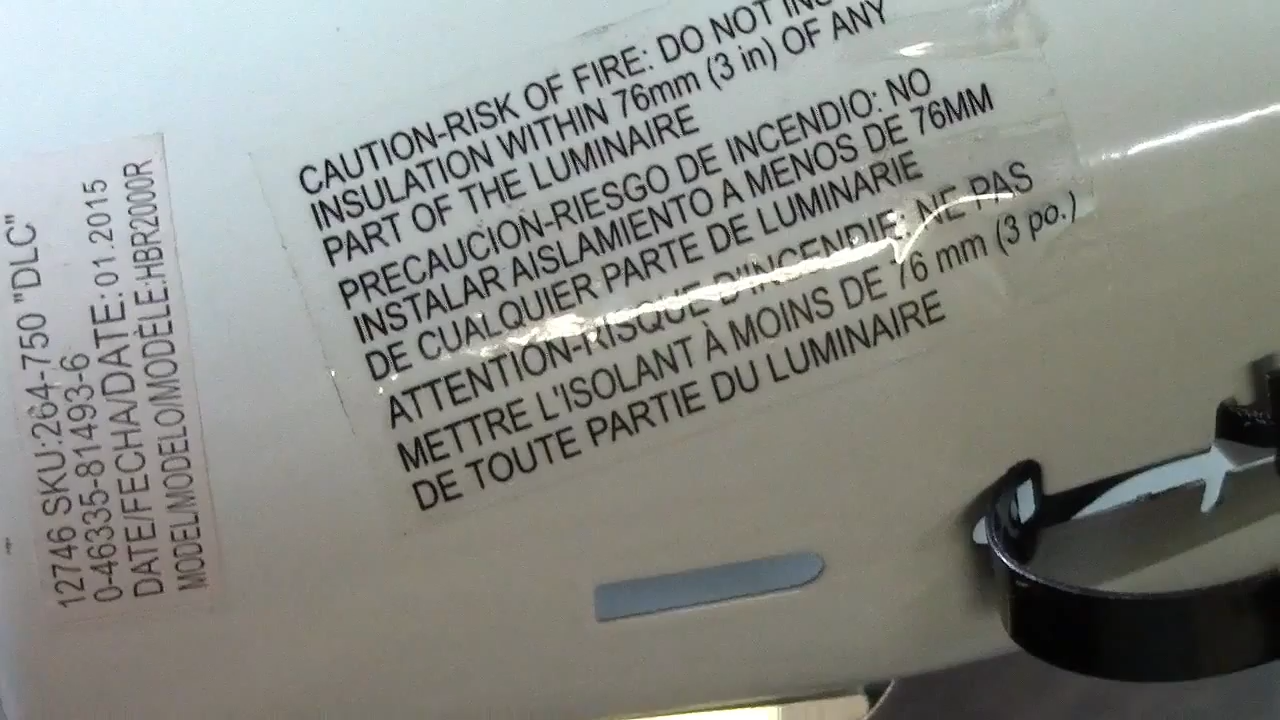 12746 SKU:264-750 "DLC"
0-46335-81493-6
DATE/FECHA/DATE: 01.2015
MODEL/MODELO/MODÈLE:HBR2000R
CAUTION-RISK OF FIRE: DO NOT
INSULATION WITHIN 76mm (3 in) OF ANY
PART OF THE LUMINAIRE
PRECAUCION-RIESGO DE INCENDIO: NO
INSTALAR AISLAMIENTO A MENOS DE 76MM
DE CUALQUIER PARTE DE LUMINARIE
ATTENTION-RISQUE D'INCENDIE: NE PAS
METTRE L'ISOLANT À MOINS DE 76 mm (3 po.)
DE TOUTE PARTIE DU LUMINAIRE